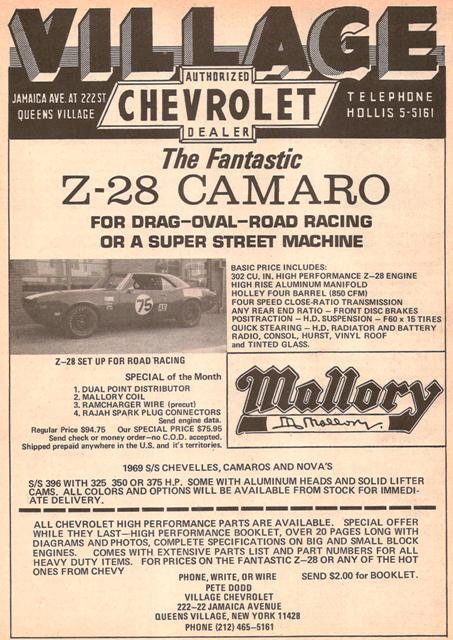 VILLAGE
AUTHORIZED
JAMAICA AVE. AT 222 ST
QUEENS VILLAGE
CHEVROLET
TELEPHONE
HOLLIS 5-5161
DEALER
The Fantastic
Z-28 CAMARO
FOR DRAG-OVAL-ROAD RACING
OR A SUPER STREET MACHINE
75
BASIC PRICE INCLUDES:
302 CU. IN. HIGH PERFORMANCE Z-28 ENGINE
HIGH RISE ALUMINUM MANIFOLD
HOLLEY FOUR BARREL (850 CFM)
FOUR SPEED CLOSE-RATIO TRANSMISSION
ANY REAR END RATIO - FRONT DISC BRAKES
POSITRACTION - H.D. SUSPENSION - F60 x 15 TIRES
QUICK STEERING - H.D. RADIATOR AND BATTERY
RADIO, CONSOL, HURST, VINYL ROOF
and TINTED GLASS.
Z-28 SET UP FOR ROAD RACING
SPECIAL of the Month
1. DUAL POINT DISTRIBUTOR
2. MALLORY COIL
3. RAMCHARGER WIRE (precut)
4. RAJAH SPARK PLUG CONNECTORS
Send engine data.
Regular Price $94.75 Our SPECIAL PRICE $75.95
Send check or money order-no C.O.D. accepted.
Shipped prepaid anywhere in the U.S. and it's territories.
Mallory
M Mallory.
1969 S/S CHEVELLES, CAMAROS AND NOVA'S
S/S 396 WITH 325 350 OR 375 H.P. SOME WITH ALUMINUM HEADS AND SOLID LIFTER
CAMS. ALL COLORS AND OPTIONS WILL BE AVAILABLE FROM STOCK FOR IMMEDI-
ATE DELIVERY.
ALL CHEVROLET HIGH PERFORMANCE PARTS ARE AVAILABLE. SPECIAL OFFER
WHILE THEY LAST-HIGH PERFORMANCE BOOKLET, OVER 20 PAGES LONG WITH
DIAGRAMS AND PHOTOS, COMPLETE SPECIFICATIONS ON BIG AND SMALL BLOCK
ENGINES. COMES WITH EXTENSIVE PARTS LIST AND PART NUMBERS FOR ALL
HEAVY DUTY ITEMS. FOR PRICES ON THE FANTASTIC Z-28 OR ANY OF THE HOT
ONES FROM CHEVY
PHONE, WRITE, OR WIRE SEND $2.00 for BOOKLET.
PETE DODD
VILLAGE CHEVROLET
222-22 JAMAICA AVENUE
QUEENS VILLAGE, NEW YORK 11428
PHONE (212) 465-5161